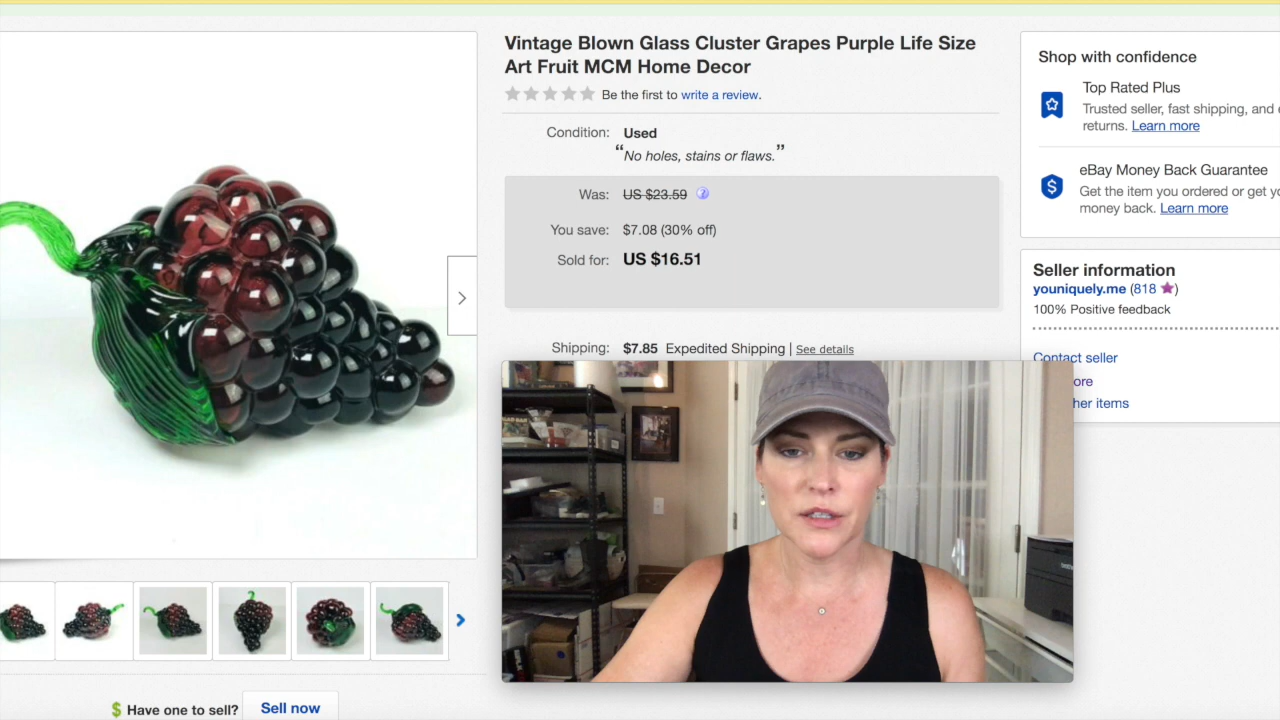 Vintage Blown Glass Cluster Grapes Purple Life Size
Art Fruit MCM Home Decor
Be the first to write a review.
Condition: Used
“No holes, stains or flaws.”
Was: US $23.59
You save: $7.08 (30% off)
Sold for: US $16.51
Shipping: $7.85 Expedited Shipping | See details
Shop with confidence
Top Rated Plus
Trusted seller, fast shipping, and
returns. Learn more
eBay Money Back Guarantee
Get the item you ordered or get
money back. Learn more
Seller information
youniquely.me (818)
100% Positive feedback
Contact seller
ore
her items
$ Have one to sell? Sell now